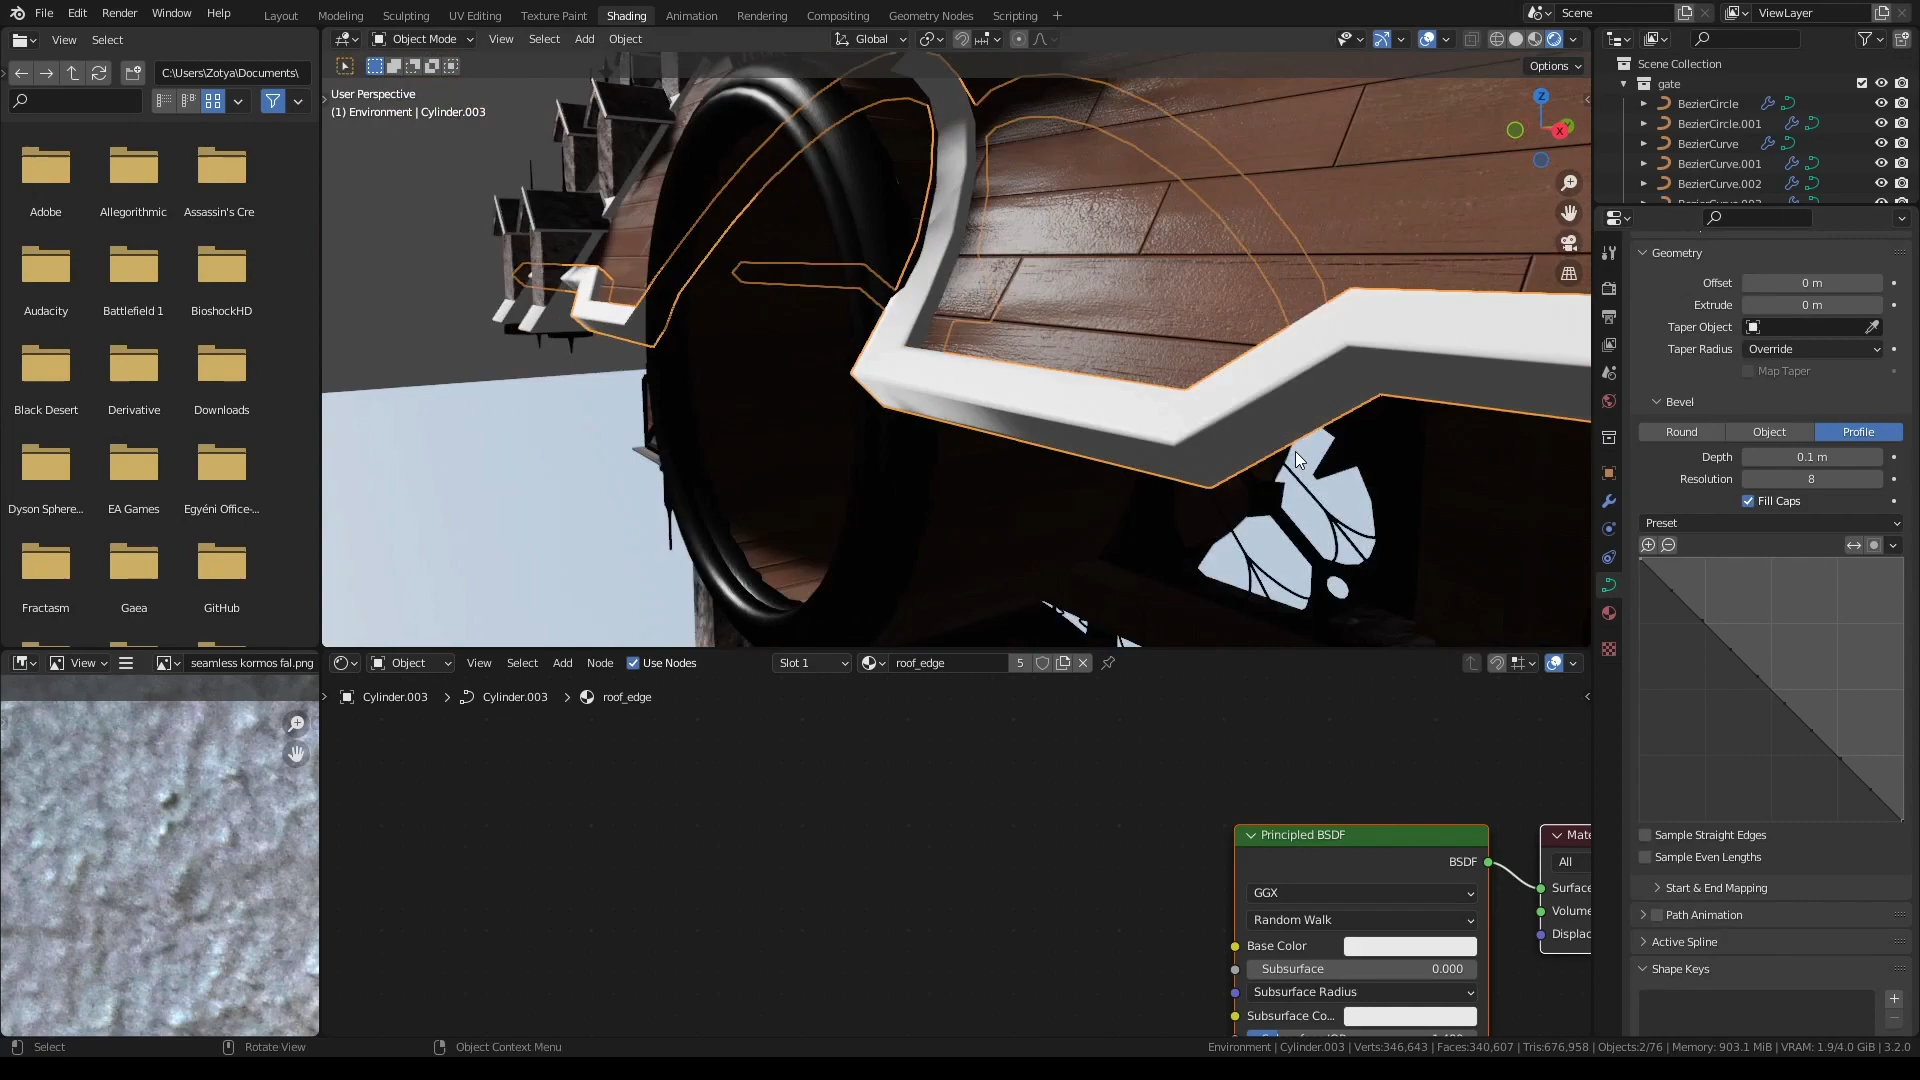 File Edit Render Window Help Layout Modeling Sculpting UV Editing Texture Paint Shading Animation Rendering Compositing Geometry Nodes Scripting + Scene ViewLayer
View Select
C:\Users\Zotya\Documents\
Adobe Allegorithmic Assassin's Cre
Audacity Battlefield 1 BioshockHD
Black Desert Derivative Downloads
Dyson Sphere... EA Games Egyéni Office-...
Fractasm Gaea GitHub
Object Mode View Select Add Object Global
Options
User Perspective
(1) Environment | Cylinder.003
Z
X
Scene Collection
gate
BezierCircle
BezierCircle.001
BezierCurve
BezierCurve.001
BezierCurve.002
Geometry
Offset 0 m
Extrude 0 m
Taper Object
Taper Radius Override
Map Taper
Bevel
Round Object Profile
Depth 0.1 m
Resolution 8
Fill Caps
Preset
Sample Straight Edges
Sample Even Lengths
Start & End Mapping
Path Animation
Active Spline
Shape Keys
View seamless kormos fal.png
Object View Select Add Node Use Nodes Slot 1 roof_edge 5
Cylinder.003 > Cylinder.003 > roof_edge
Principled BSDF
BSDF
GGX
Random Walk
Base Color
Subsurface 0.000
Subsurface Radius
Subsurface Co...
Mate
All
Surface
Volume
Displac
Select Rotate View Object Context Menu
Environment | Cylinder.003 | Verts:346,643 | Faces:340,607 | Tris:676,958 | Objects:2/76 | Memory: 903.1 MiB | VRAM: 1.9/4.0 GiB | 3.2.0